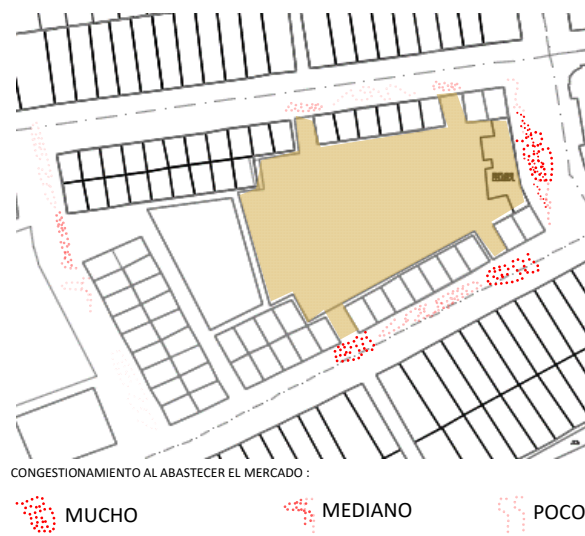 CONGESTIONAMIENTO AL ABASTECER EL MERCADO :
MUCHO
MEDIANO
POCO